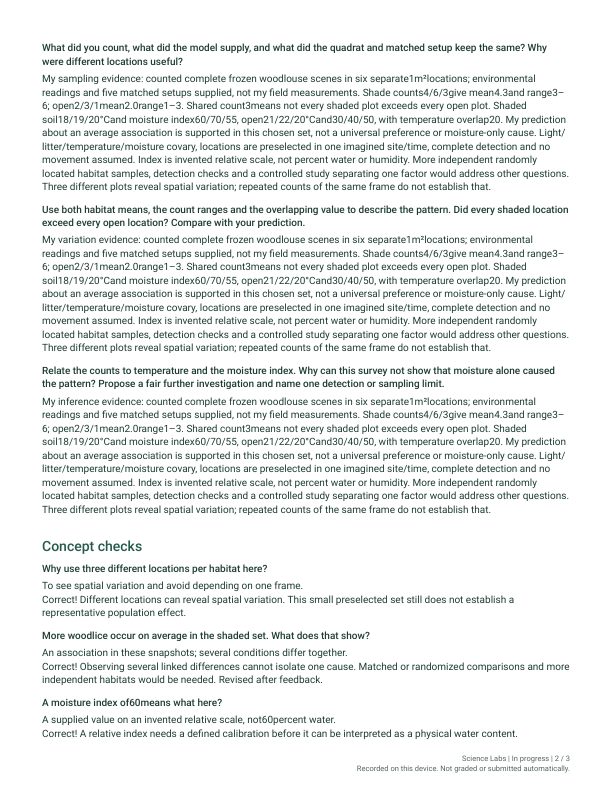 What did you count, what did the model supply, and what did the quadrat and matched setup keep the same? Why
were different locations useful?
My sampling evidence: counted complete frozen woodlouse scenes in six separate1m²locations; environmental
readings and five matched setups supplied, not my field measurements. Shade counts4/6/3give mean4.3and range3–
6; open2/3/1mean2.0range1–3. Shared count3means not every shaded plot exceeds every open plot. Shaded
soil18/19/20°Cand moisture index60/70/55, open21/22/20°Cand30/40/50, with temperature overlap20. My prediction
about an average association is supported in this chosen set, not a universal preference or moisture-only cause. Light/
litter/temperature/moisture covary, locations are preselected in one imagined site/time, complete detection and no
movement assumed. Index is invented relative scale, not percent water or humidity. More independent randomly
located habitat samples, detection checks and a controlled study separating one factor would address other questions.
Three different plots reveal spatial variation; repeated counts of the same frame do not establish that.
Use both habitat means, the count ranges and the overlapping value to describe the pattern. Did every shaded location
exceed every open location? Compare with your prediction.
My variation evidence: counted complete frozen woodlouse scenes in six separate1m²locations; environmental
readings and five matched setups supplied, not my field measurements. Shade counts4/6/3give mean4.3and range3–
6; open2/3/1mean2.0range1–3. Shared count3means not every shaded plot exceeds every open plot. Shaded
soil18/19/20°Cand moisture index60/70/55, open21/22/20°Cand30/40/50, with temperature overlap20. My prediction
about an average association is supported in this chosen set, not a universal preference or moisture-only cause. Light/
litter/temperature/moisture covary, locations are preselected in one imagined site/time, complete detection and no
movement assumed. Index is invented relative scale, not percent water or humidity. More independent randomly
located habitat samples, detection checks and a controlled study separating one factor would address other questions.
Three different plots reveal spatial variation; repeated counts of the same frame do not establish that.
Relate the counts to temperature and the moisture index. Why can this survey not show that moisture alone caused
the pattern? Propose a fair further investigation and name one detection or sampling limit.
My inference evidence: counted complete frozen woodlouse scenes in six separate1m²locations; environmental
readings and five matched setups supplied, not my field measurements. Shade counts4/6/3give mean4.3and range3–
6; open2/3/1mean2.0range1–3. Shared count3means not every shaded plot exceeds every open plot. Shaded
soil18/19/20°Cand moisture index60/70/55, open21/22/20°Cand30/40/50, with temperature overlap20. My prediction
about an average association is supported in this chosen set, not a universal preference or moisture-only cause. Light/
litter/temperature/moisture covary, locations are preselected in one imagined site/time, complete detection and no
movement assumed. Index is invented relative scale, not percent water or humidity. More independent randomly
located habitat samples, detection checks and a controlled study separating one factor would address other questions.
Three different plots reveal spatial variation; repeated counts of the same frame do not establish that.
Concept checks
Why use three different locations per habitat here?
To see spatial variation and avoid depending on one frame.
Correct! Different locations can reveal spatial variation. This small preselected set still does not establish a
representative population effect.
More woodlice occur on average in the shaded set. What does that show?
An association in these snapshots; several conditions differ together.
Correct! Observing several linked differences cannot isolate one cause. Matched or randomized comparisons and more
independent habitats would be needed. Revised after feedback.
A moisture index of60means what here?
A supplied value on an invented relative scale, not60percent water.
Correct! A relative index needs a defined calibration before it can be interpreted as a physical water content.
Science Labs | In progress | 2 / 3
Recorded on this device. Not graded or submitted automatically.